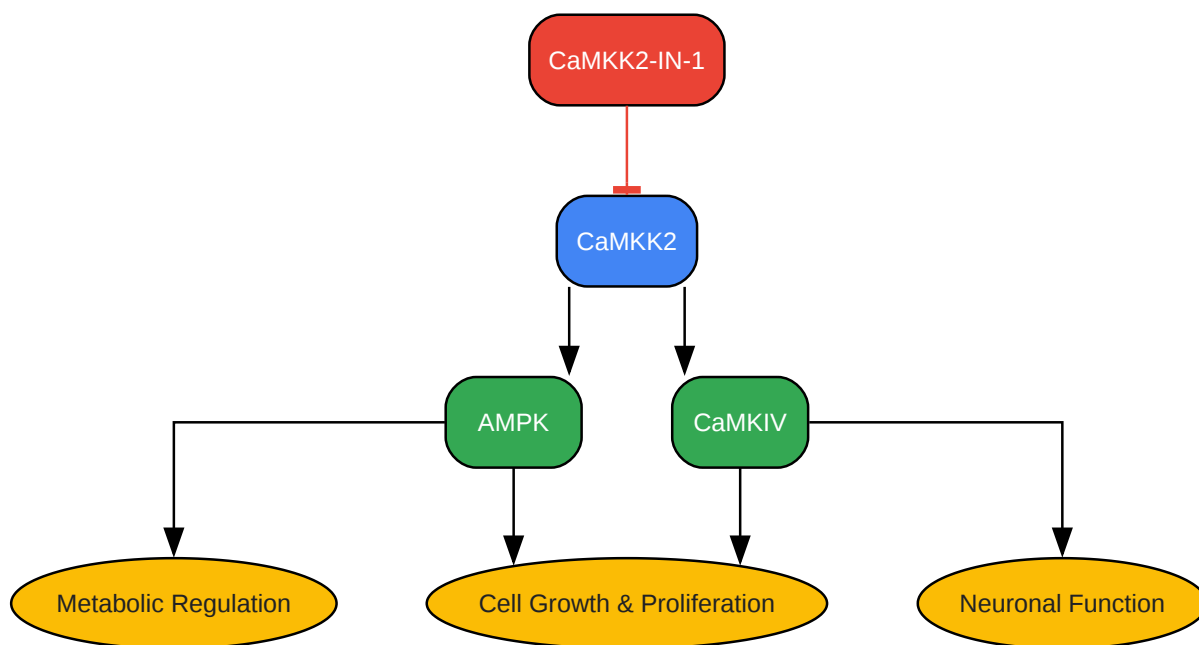 CaMKK2-IN-1
CaMKK2
AMPK
CaMKIV
Metabolic Regulation
Cell Growth & Proliferation
Neuronal Function